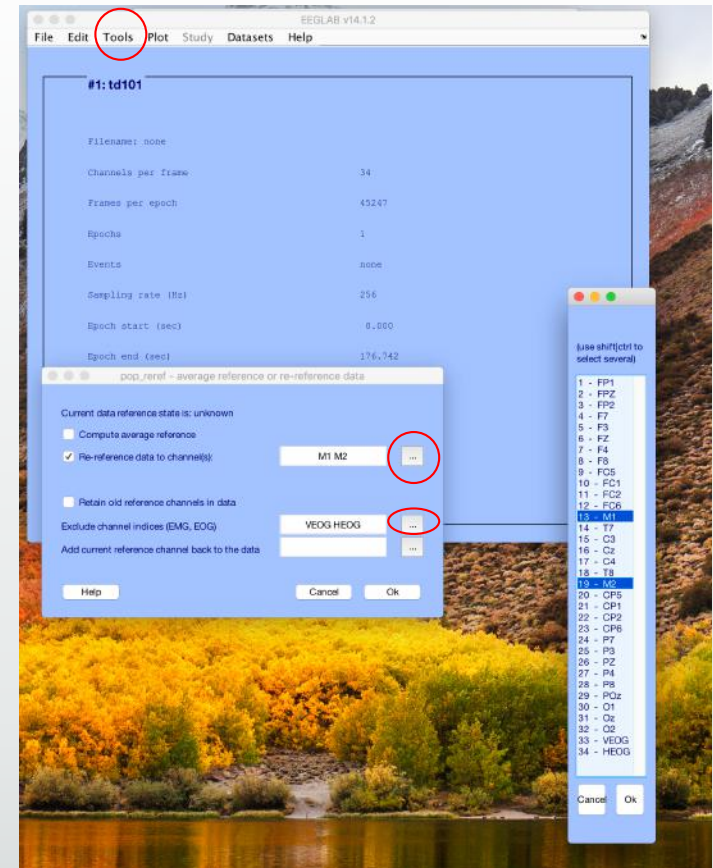 EEGLAB v14.1.2
File Edit Tools Plot Study Datasets Help
#1: td101
Filename: none
Channels per frame 34
Frames per epoch 45247
Epochs 1
Events none
Sampling rate (Hz) 256
Epoch start (sec) 0.000
Epoch end (sec) 176.742
pop_reref - average reference or re-reference data
Current data reference state is: unknown
Compute average reference
Re-reference data to channel(s): M1 M2 ...
Retain old reference channels in data
Exclude channel indices (EMG, EOG) VEOG HEOG ...
Add current reference channel back to the data ...
Help Cancel Ok
(use shift|ctrl to
select several)
1 - FP1
2 - FPZ
3 - FP2
4 - F7
5 - F3
6 - FZ
7 - F4
8 - F8
9 - FC5
10 - FC1
11 - FC2
12 - FC6
13 - M1
14 - T7
15 - C3
16 - Cz
17 - C4
18 - T8
19 - M2
20 - CP5
21 - CP1
22 - CP2
23 - CP6
24 - P7
25 - P3
26 - PZ
27 - P4
28 - P8
29 - POz
30 - O1
31 - Oz
32 - O2
33 - VEOG
34 - HEOG
Cancel Ok